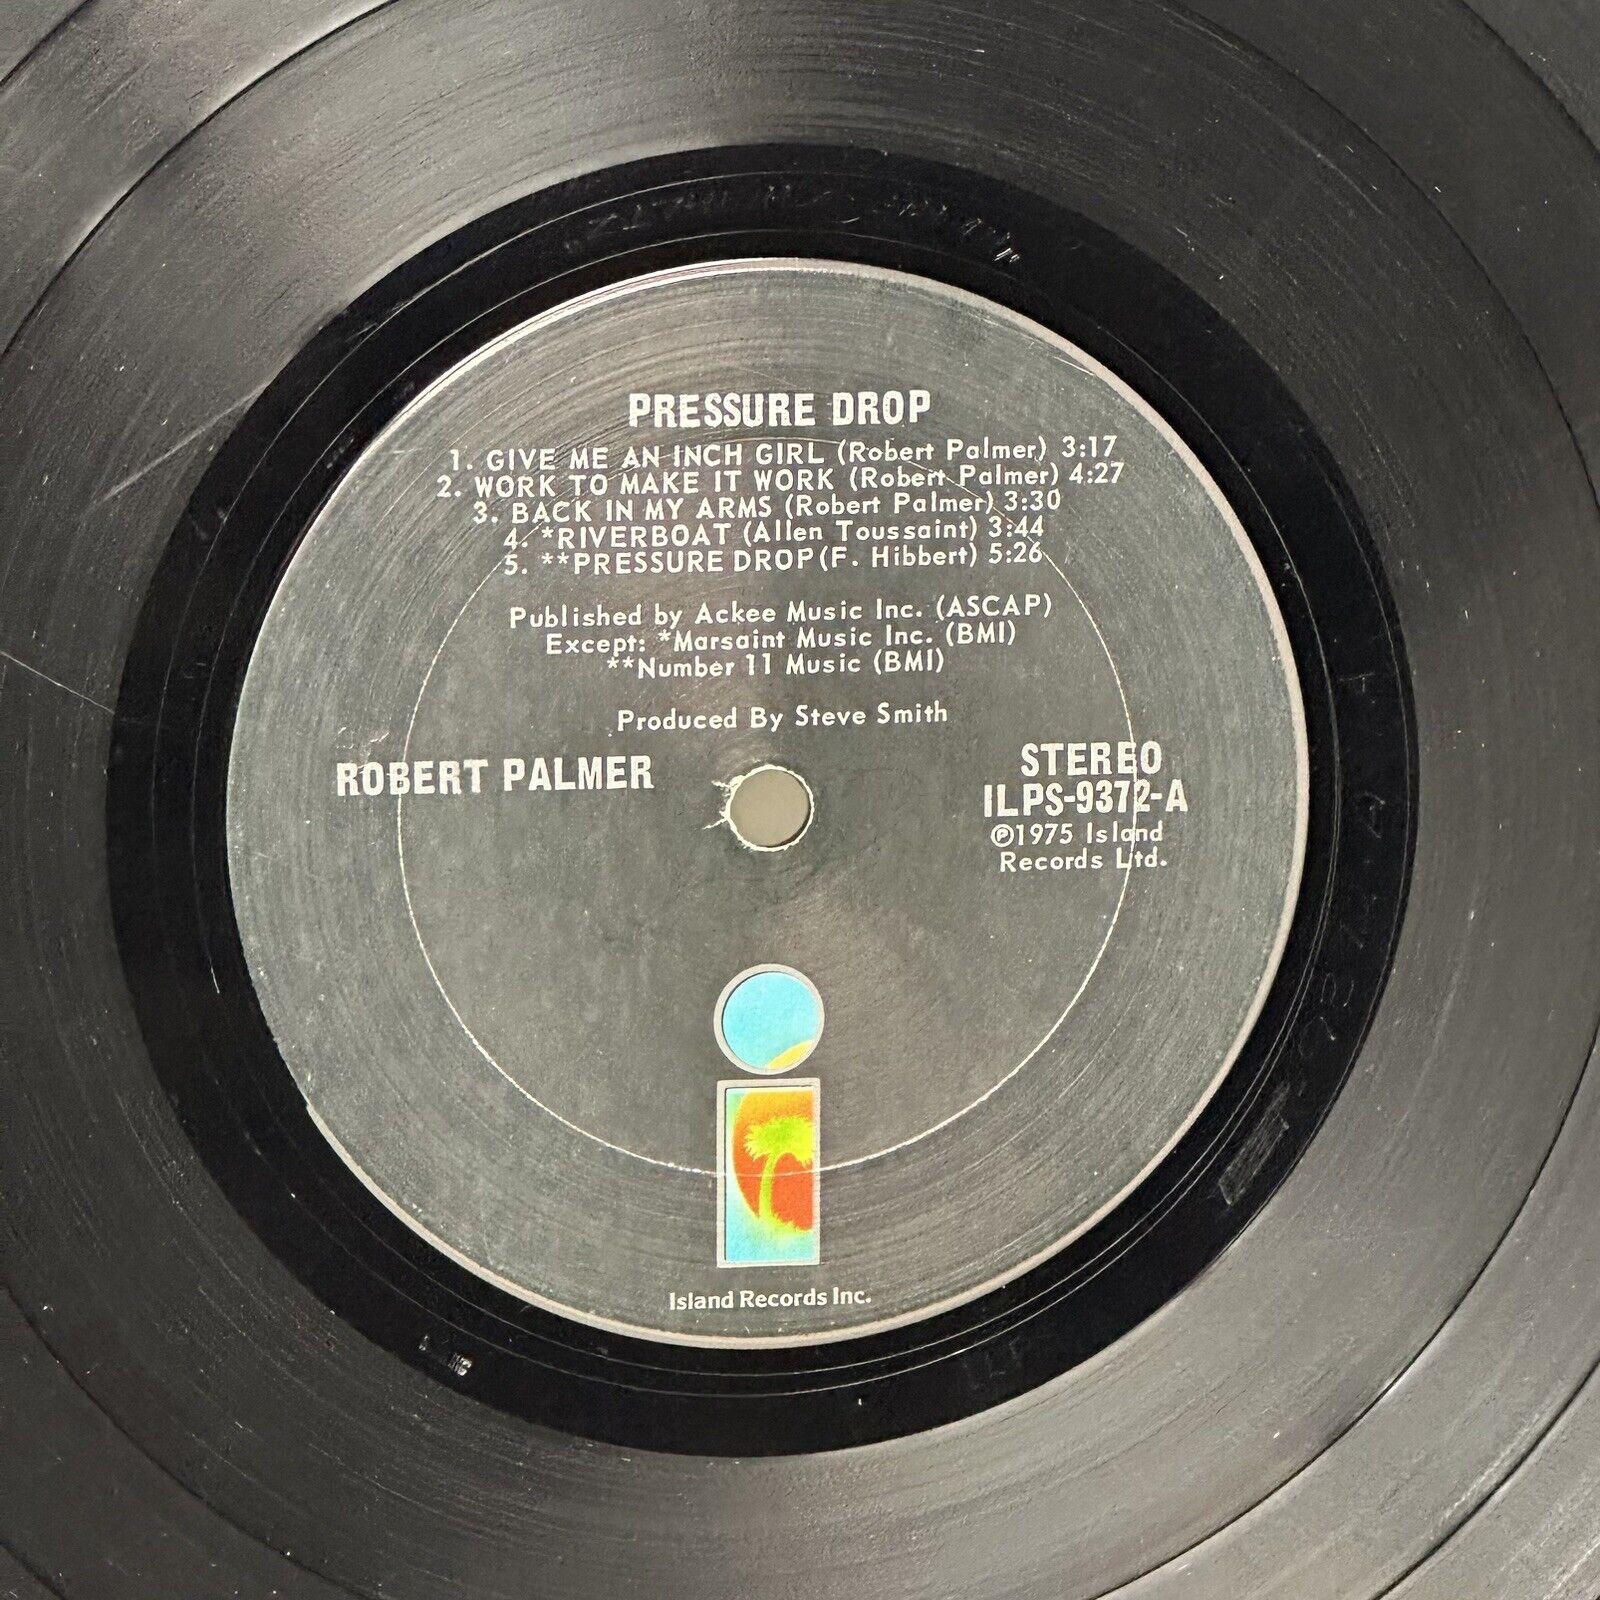 PRESSURE DROP
1. GIVE ME AN INCH GIRL (Robert Palmer) 3:17
2. WORK TO MAKE IT WORK (Robert Palmer) 4:27
3. BACK IN MY ARMS (Robert Palmer) 3:30
4. *RIVERBOAT (Allen Toussaint) 3:44
5. **PRESSURE DROP (F. Hibbert) 5:26
Published by Ackee Music Inc. (ASCAP)
Except: *Marsaint Music Inc. (BMI)
**Number 11 Music (BMI)
Produced By Steve Smith
ROBERT PALMER
STEREO
ILPS-9372-A
℗1975 Island
Records Ltd.
Island Records Inc.